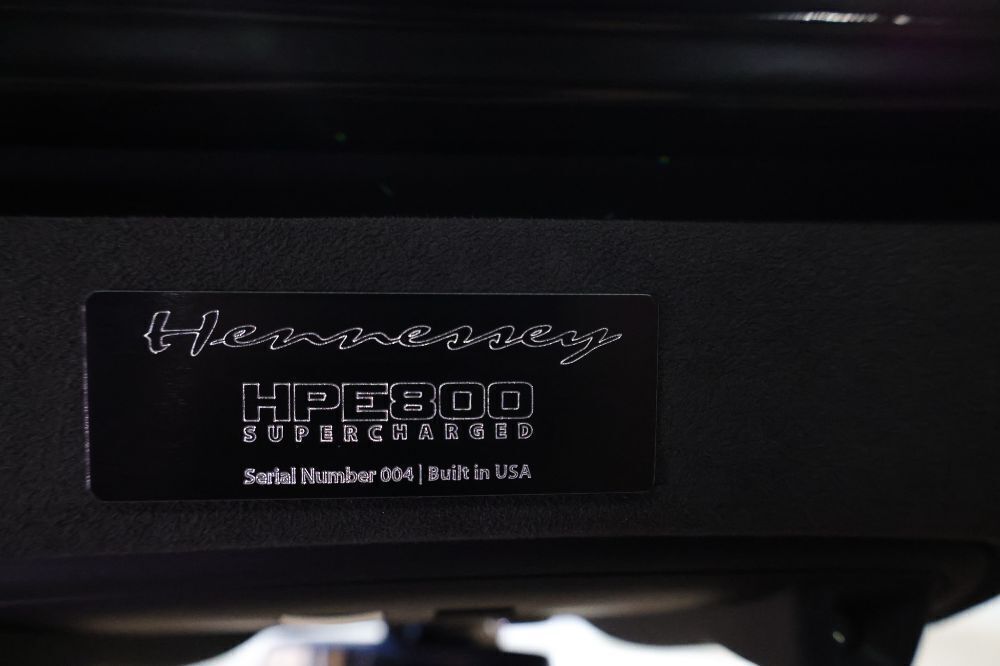 Hennessey
HPE800
SUPERCHARGED
Serial Number 004 | Built in USA